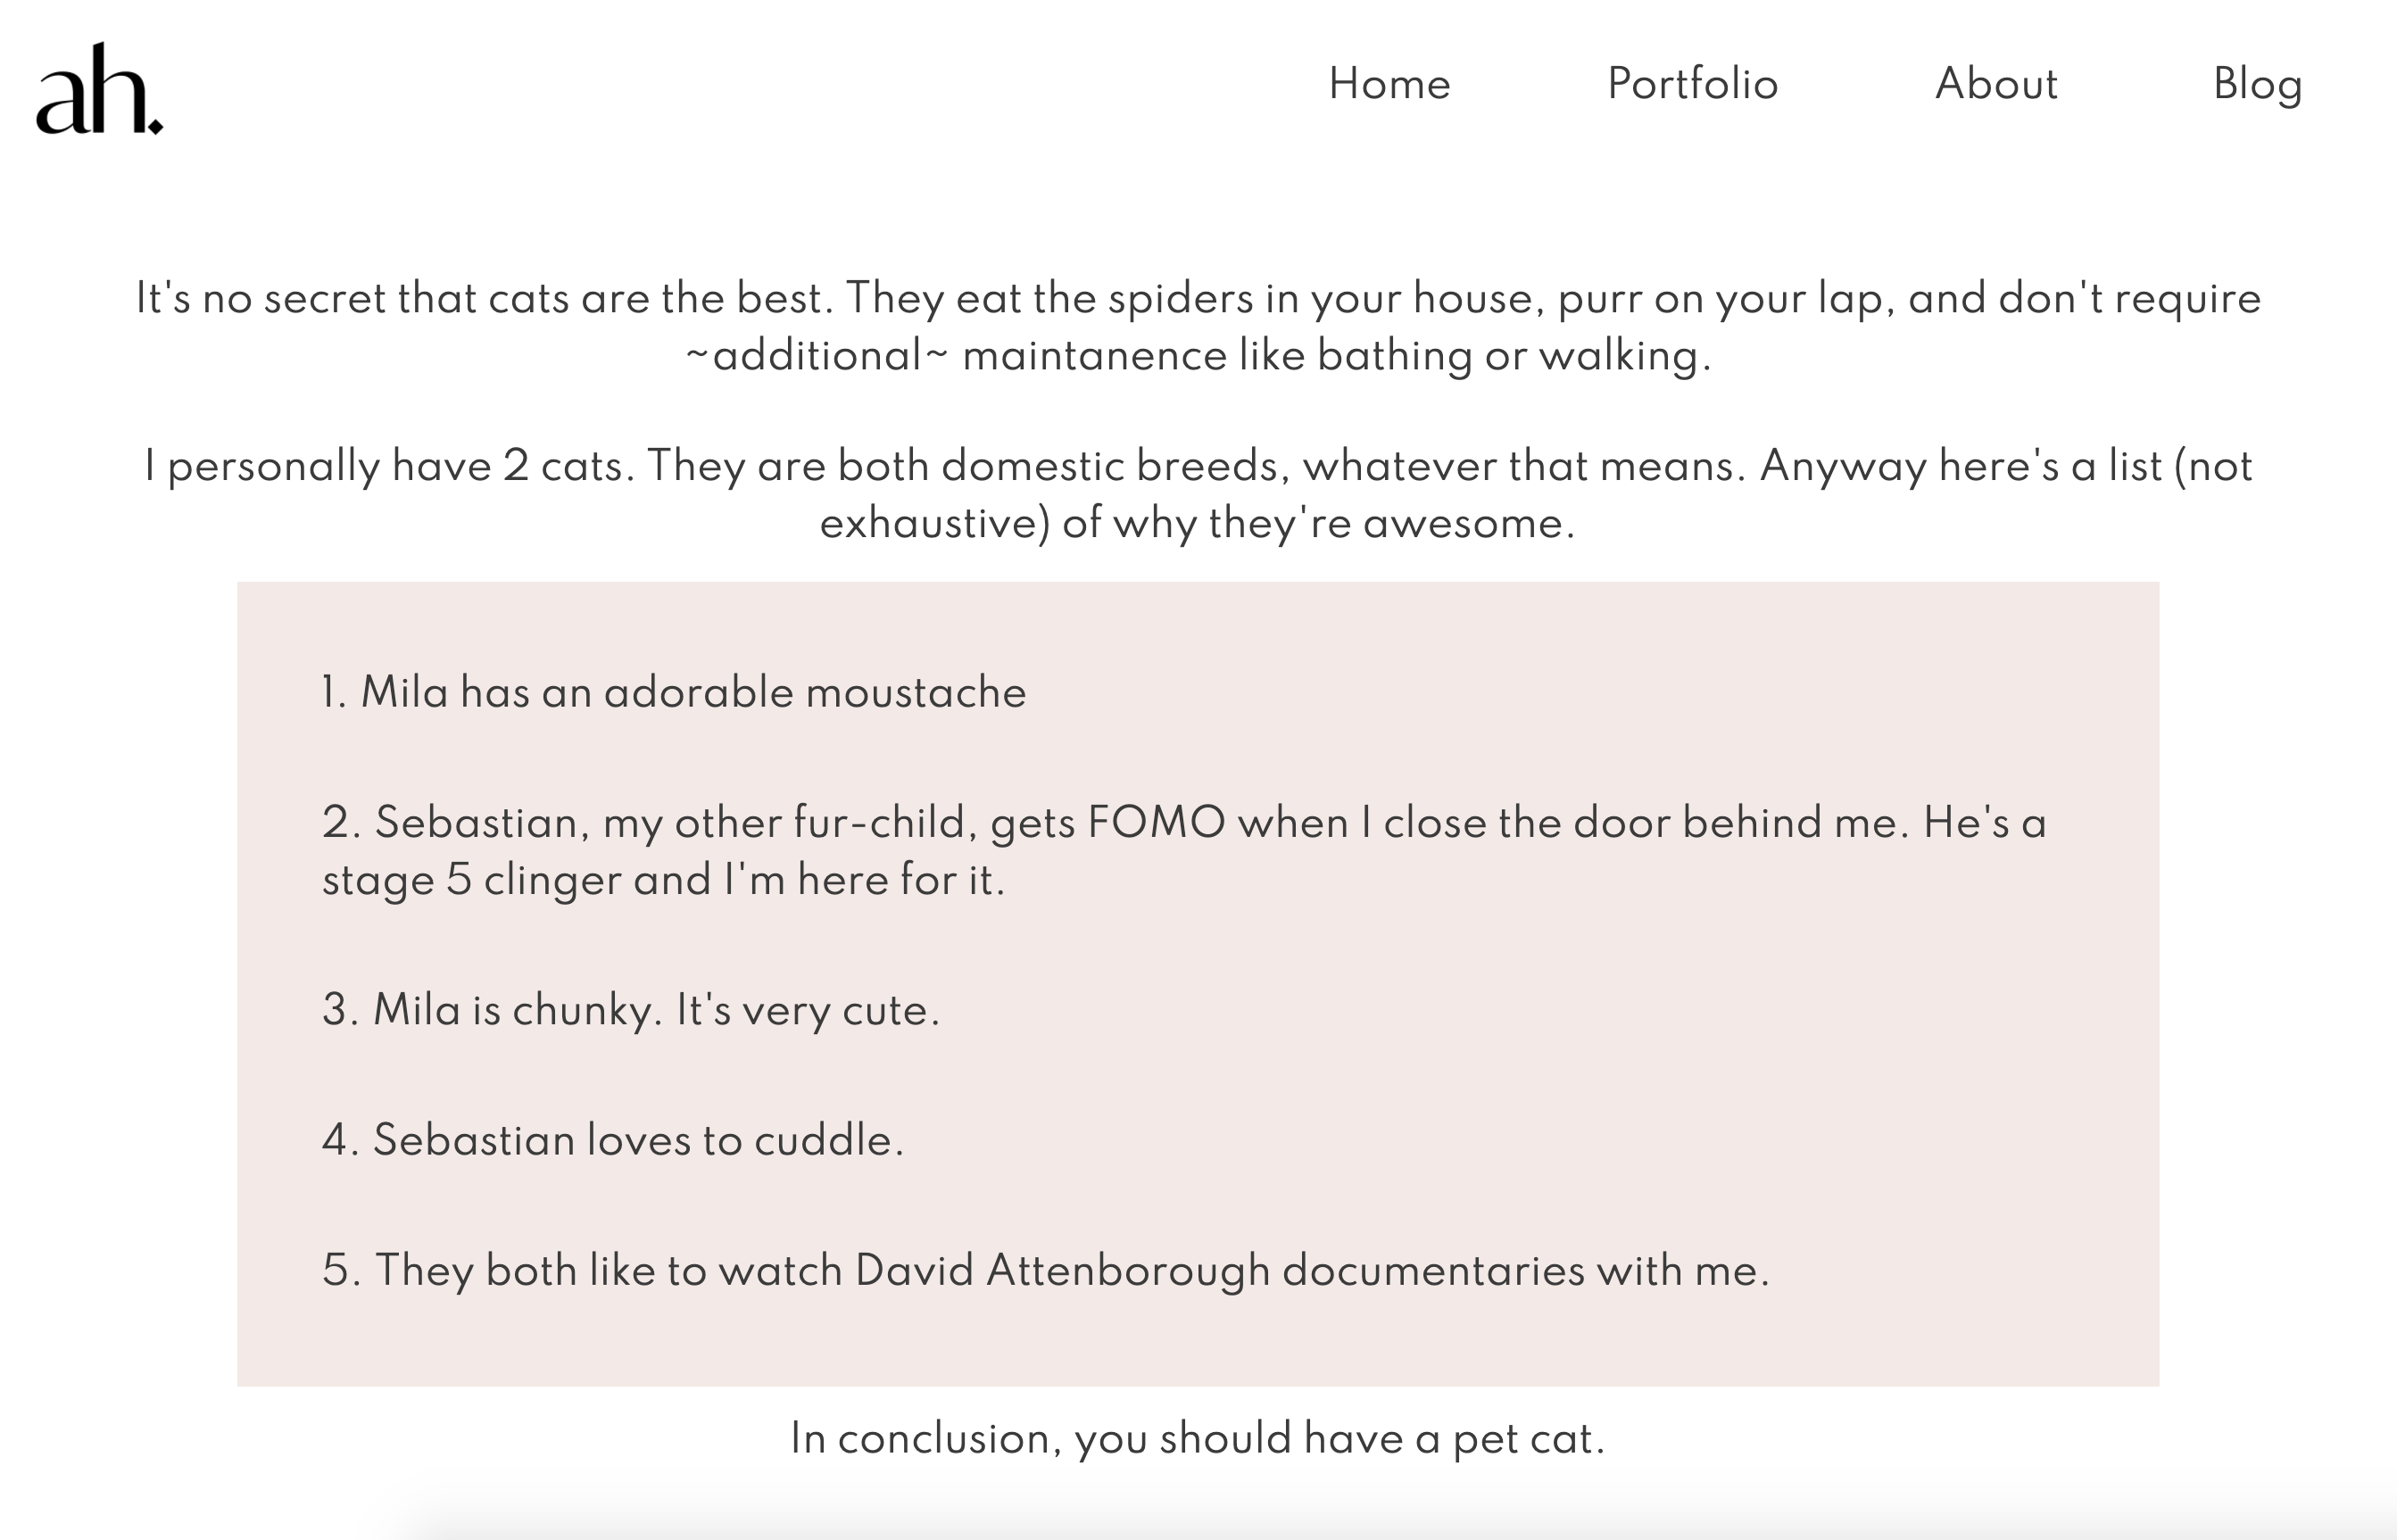 ah.
Home Portfolio About Blog
It's no secret that cats are the best. They eat the spiders in your house, purr on your lap, and don't require
~additional~ maintanence like bathing or walking.
I personally have 2 cats. They are both domestic breeds, whatever that means. Anyway here's a list (not
exhaustive) of why they're awesome.
1. Mila has an adorable moustache
2. Sebastian, my other fur-child, gets FOMO when I close the door behind me. He's a
stage 5 clinger and I'm here for it.
3. Mila is chunky. It's very cute.
4. Sebastian loves to cuddle.
5. They both like to watch David Attenborough documentaries with me.
In conclusion, you should have a pet cat.